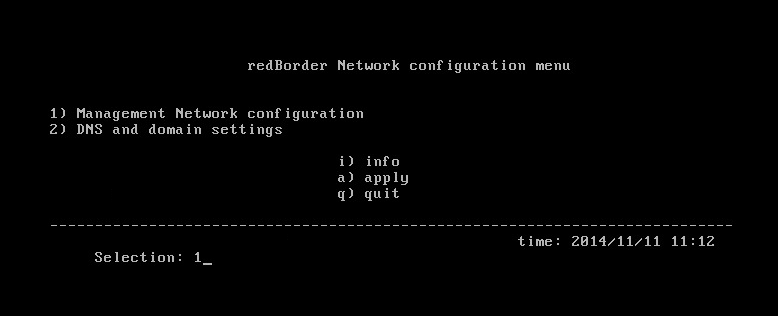 redBorder Network configuration menu
1) Management Network configuration
2) DNS and domain settings
i) info
a) apply
q) quit
----------------------------------------------------------------------------
time: 2014/11/11 11:12
Selection: 1_